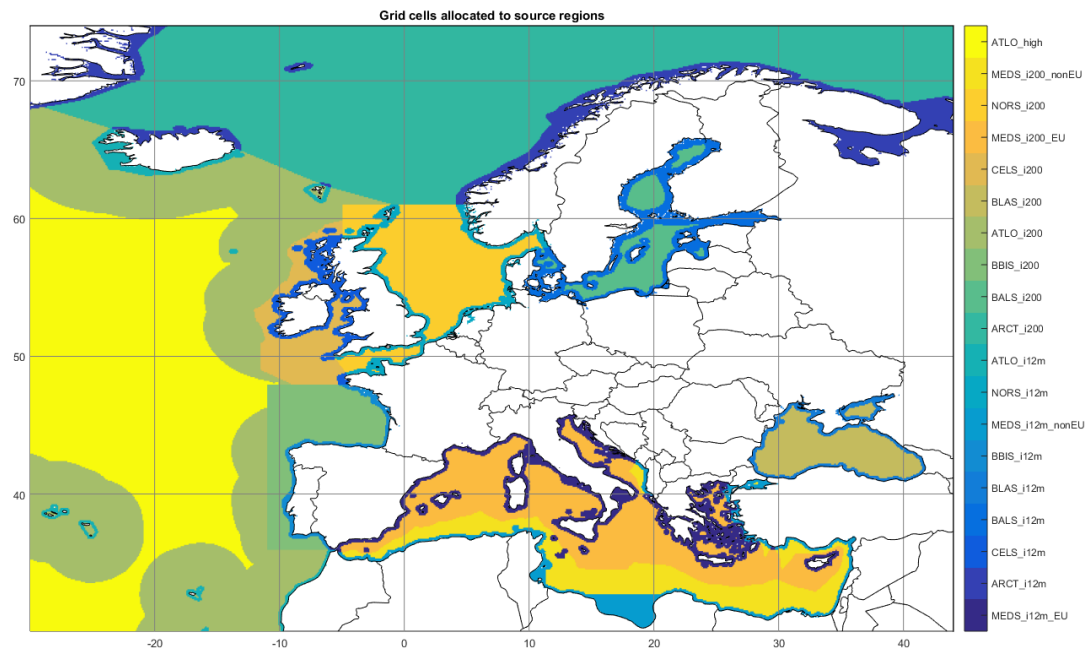 Grid cells allocated to source regions
70
60
50
40
-20
-10
0
10
20
30
40
ATLO_high
MEDS_i200_nonEU
NORS_i200
MEDS_i200_EU
CELS_i200
BLAS_i200
ATLO_i200
BBIS_i200
BALS_i200
ARCT_i200
ATLO_i12m
NORS_i12m
MEDS_i12m_nonEU
BBIS_i12m
BLAS_i12m
BALS_i12m
CELS_i12m
ARCT_i12m
MEDS_i12m_EU